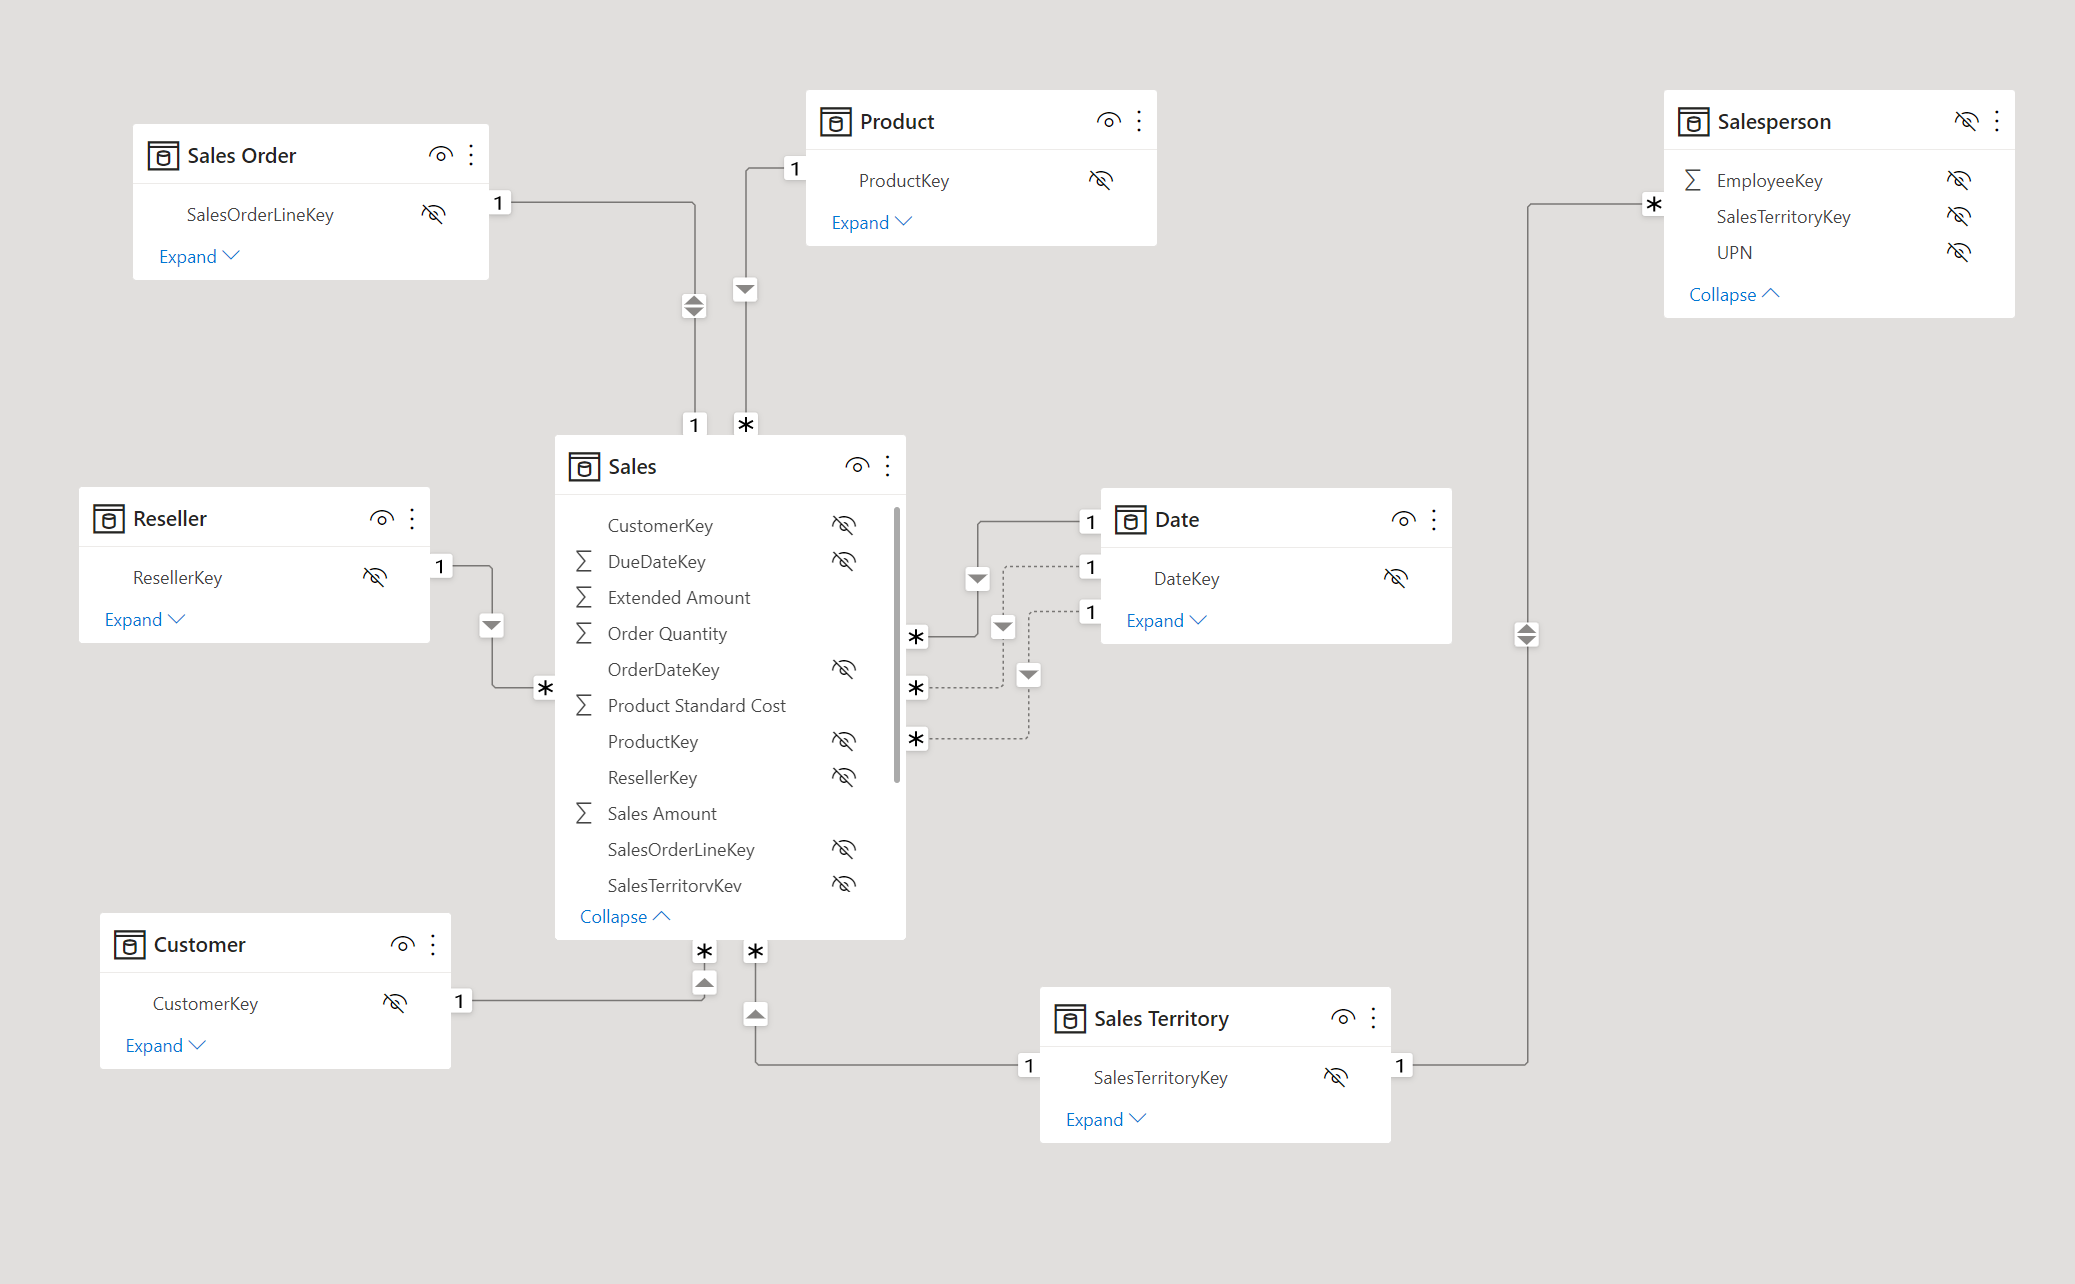 Sales Order
SalesOrderLineKey
Expand
1
Product
ProductKey
Expand
1
Salesperson
EmployeeKey
SalesTerritoryKey
UPN
Collapse
*
1
*
Sales
CustomerKey
DueDateKey
Extended Amount
Order Quantity
OrderDateKey
Product Standard Cost
ProductKey
ResellerKey
Sales Amount
SalesOrderLineKey
SalesTerritoryKey
Collapse
Reseller
ResellerKey
Expand
1
*
Date
DateKey
Expand
1
1
1
*
*
*
Customer
CustomerKey
Expand
1
*
*
Sales Territory
SalesTerritoryKey
Expand
1
1